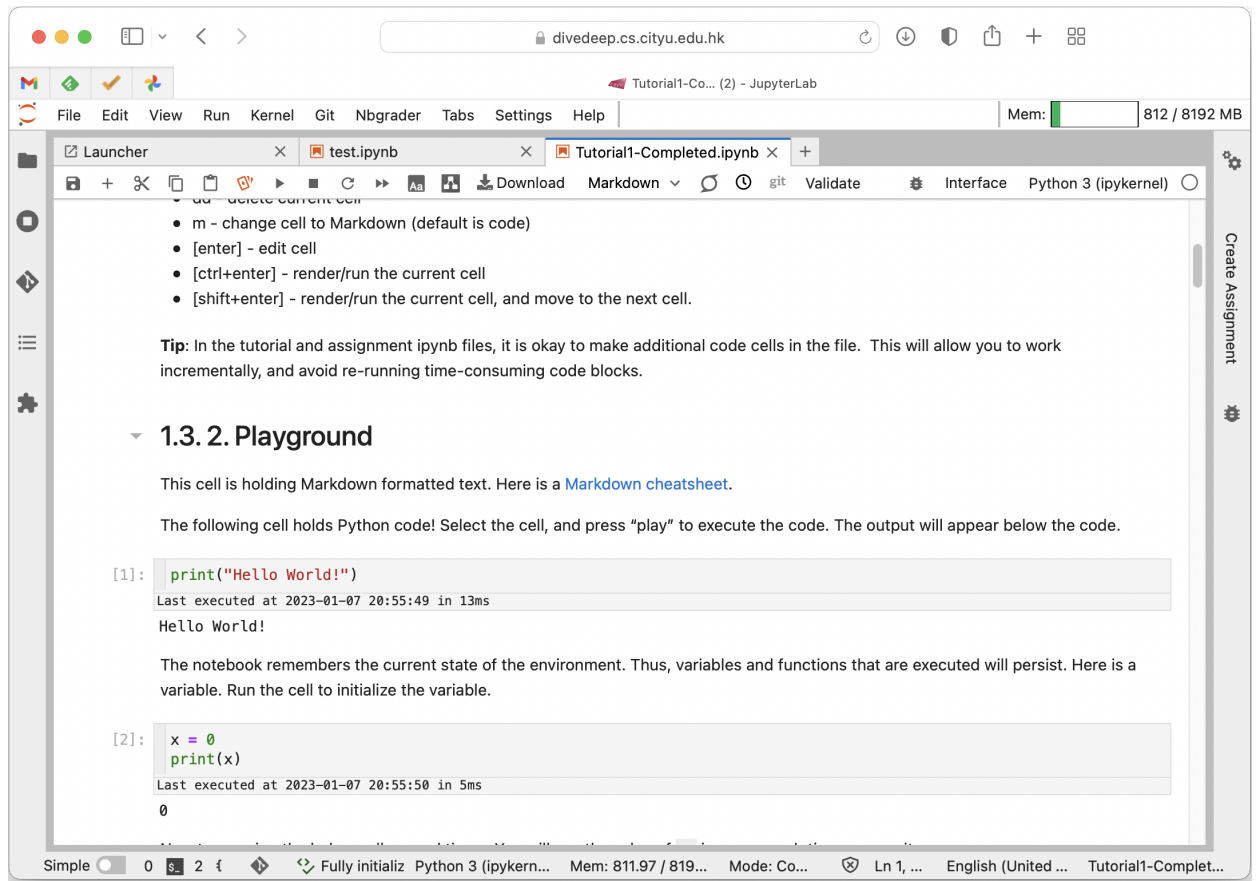 divedeep.cs.cityu.edu.hk
Tutorial1-Co... (2) - JupyterLab
File Edit View Run Kernel Git Nbgrader Tabs Settings Help Mem: 812 / 8192 MB
Launcher test.ipynb Tutorial1-Completed.ipynb
Download Markdown git Validate Interface Python 3 (ipykernel)
Create Assignment
dd - delete current cell
• m - change cell to Markdown (default is code)
• [enter] - edit cell
• [ctrl+enter] - render/run the current cell
• [shift+enter] - render/run the current cell, and move to the next cell.
Tip: In the tutorial and assignment ipynb files, it is okay to make additional code cells in the file. This will allow you to work
incrementally, and avoid re-running time-consuming code blocks.
1.3. 2. Playground
This cell is holding Markdown formatted text. Here is a Markdown cheatsheet.
The following cell holds Python code! Select the cell, and press “play” to execute the code. The output will appear below the code.
[1]: print("Hello World!")
Last executed at 2023-01-07 20:55:49 in 13ms
Hello World!
The notebook remembers the current state of the environment. Thus, variables and functions that are executed will persist. Here is a
variable. Run the cell to initialize the variable.
[2]: x = 0
print(x)
Last executed at 2023-01-07 20:55:50 in 5ms
0
Simple 0 $_ 2 Fully initializ Python 3 (ipykern... Mem: 811.97 / 819... Mode: Co... Ln 1, ... English (United ... Tutorial1-Complet...